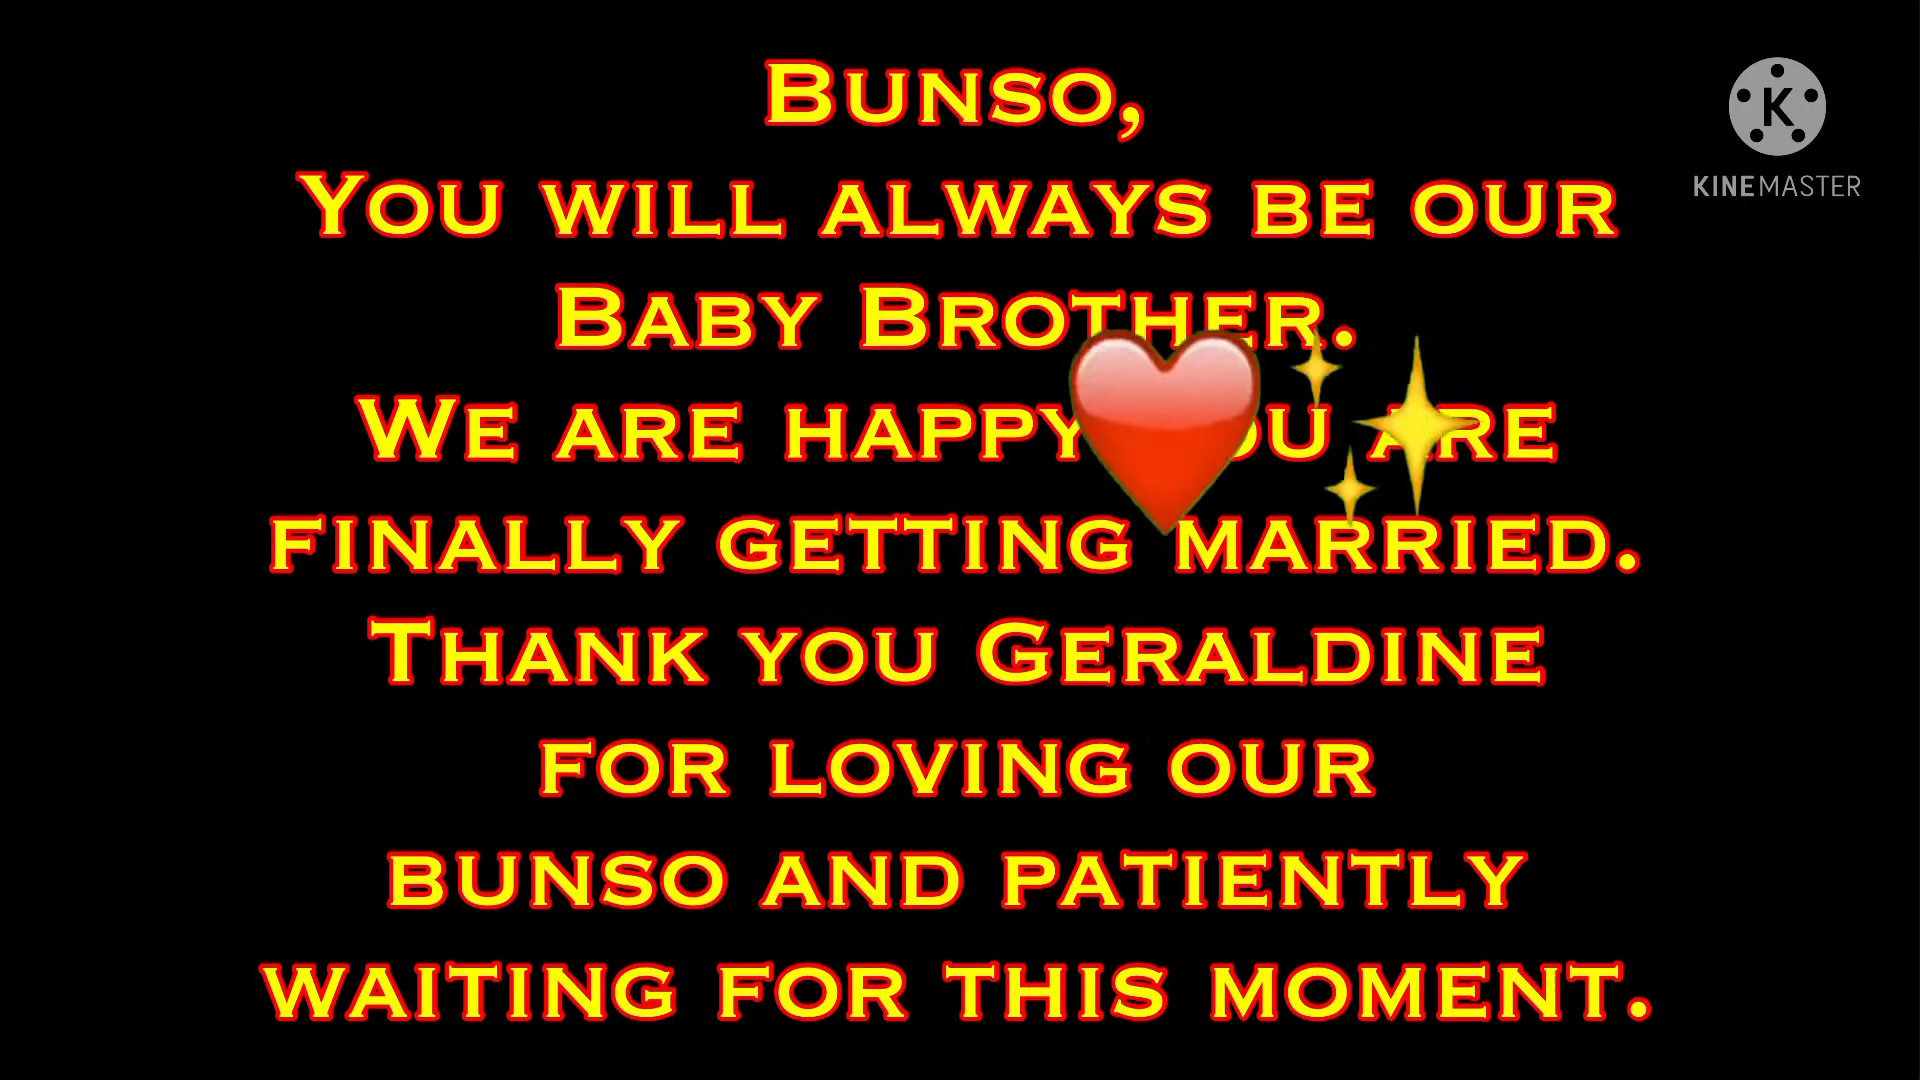 Bunso,
You will always be our
Baby Brother.
We are happy you are
finally getting married.
Thank you Geraldine
for loving our
bunso and patiently
waiting for this moment.
K
KINEMASTER